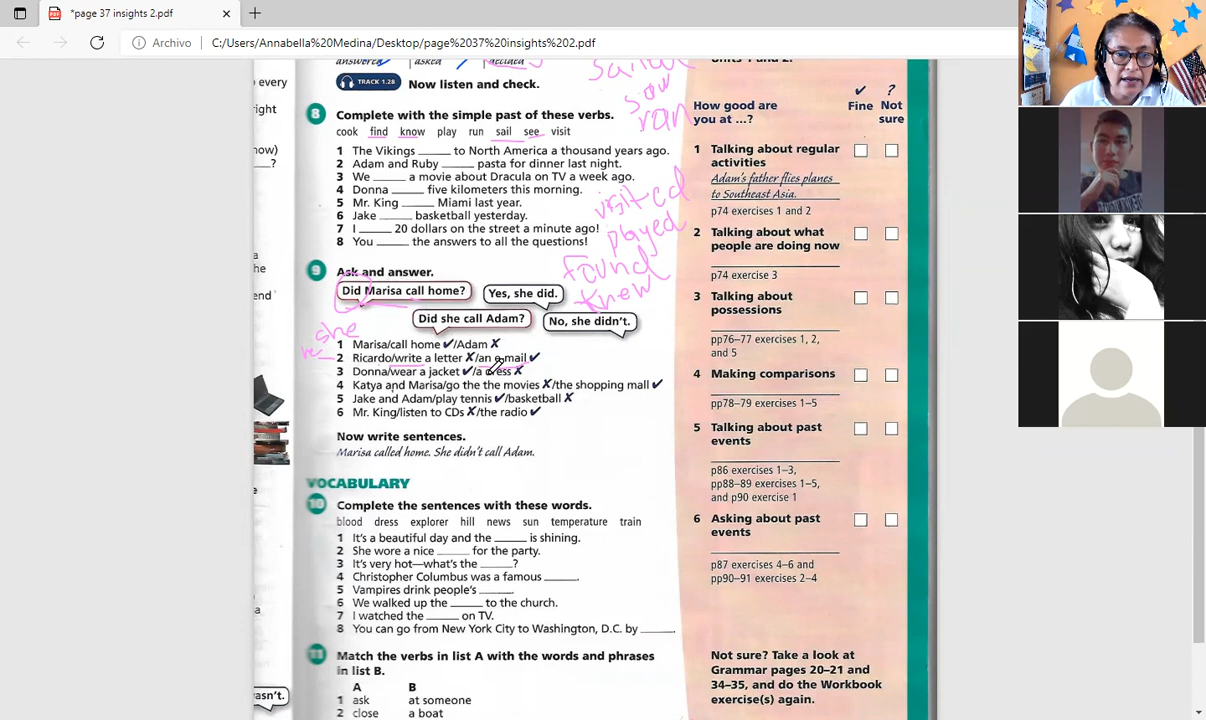 *page 37 insights 2.pdf
Archivo
C:/Users/Annabella%20Medina/Desktop/page%2037%20insights%202.pdf
answered
asked
decided
TRACK 1.28
Now listen and check.
8 Complete with the simple past of these verbs.
cook find know play run sail see visit
1 The Vikings ______ to North America a thousand years ago.
2 Adam and Ruby ______ pasta for dinner last night.
3 We ______ a movie about Dracula on TV a week ago.
4 Donna ______ five kilometers this morning.
5 Mr. King ______ Miami last year.
6 Jake ______ basketball yesterday.
7 I ______ 20 dollars on the street a minute ago!
8 You ______ the answers to all the questions!
saw
ran
visited
played
found
knew
9 Ask and answer.
Did Marisa call home?
Yes, she did.
Did she call Adam?
No, she didn't.
she
he
1 Marisa/call home ✔/Adam ✗
2 Ricardo/write a letter ✗/an email ✔
3 Donna/wear a jacket ✔/a dress ✗
4 Katya and Marisa/go the the movies ✗/the shopping mall ✔
5 Jake and Adam/play tennis ✔/basketball ✗
6 Mr. King/listen to CDs ✗/the radio ✔
Now write sentences.
Marisa called home. She didn't call Adam.
VOCABULARY
10 Complete the sentences with these words.
blood dress explorer hill news sun temperature train
1 It's a beautiful day and the ______ is shining.
2 She wore a nice ______ for the party.
3 It's very hot—what's the ______?
4 Christopher Columbus was a famous ______.
5 Vampires drink people's ______.
6 We walked up the ______ to the church.
7 I watched the ______ on TV.
8 You can go from New York City to Washington, D.C. by ______.
11 Match the verbs in list A with the words and phrases
in list B.
A B
1 ask at someone
2 close a boat
every
right
now)
?
a
he
end
e
s
a
wasn't.
Units 1 and 2.
How good are
you at ...?
✔
Fine
?
Not
sure
1 Talking about regular
activities
Adam's father flies planes
to Southeast Asia.
p74 exercises 1 and 2
2 Talking about what
people are doing now
p74 exercise 3
3 Talking about
possessions
pp76–77 exercises 1, 2,
and 5
4 Making comparisons
pp78–79 exercises 1–5
5 Talking about past
events
p86 exercises 1–3,
pp88–89 exercises 1–5,
and p90 exercise 1
6 Asking about past
events
p87 exercises 4–6 and
pp90–91 exercises 2–4
Not sure? Take a look at
Grammar pages 20–21 and
34–35, and do the Workbook
exercise(s) again.